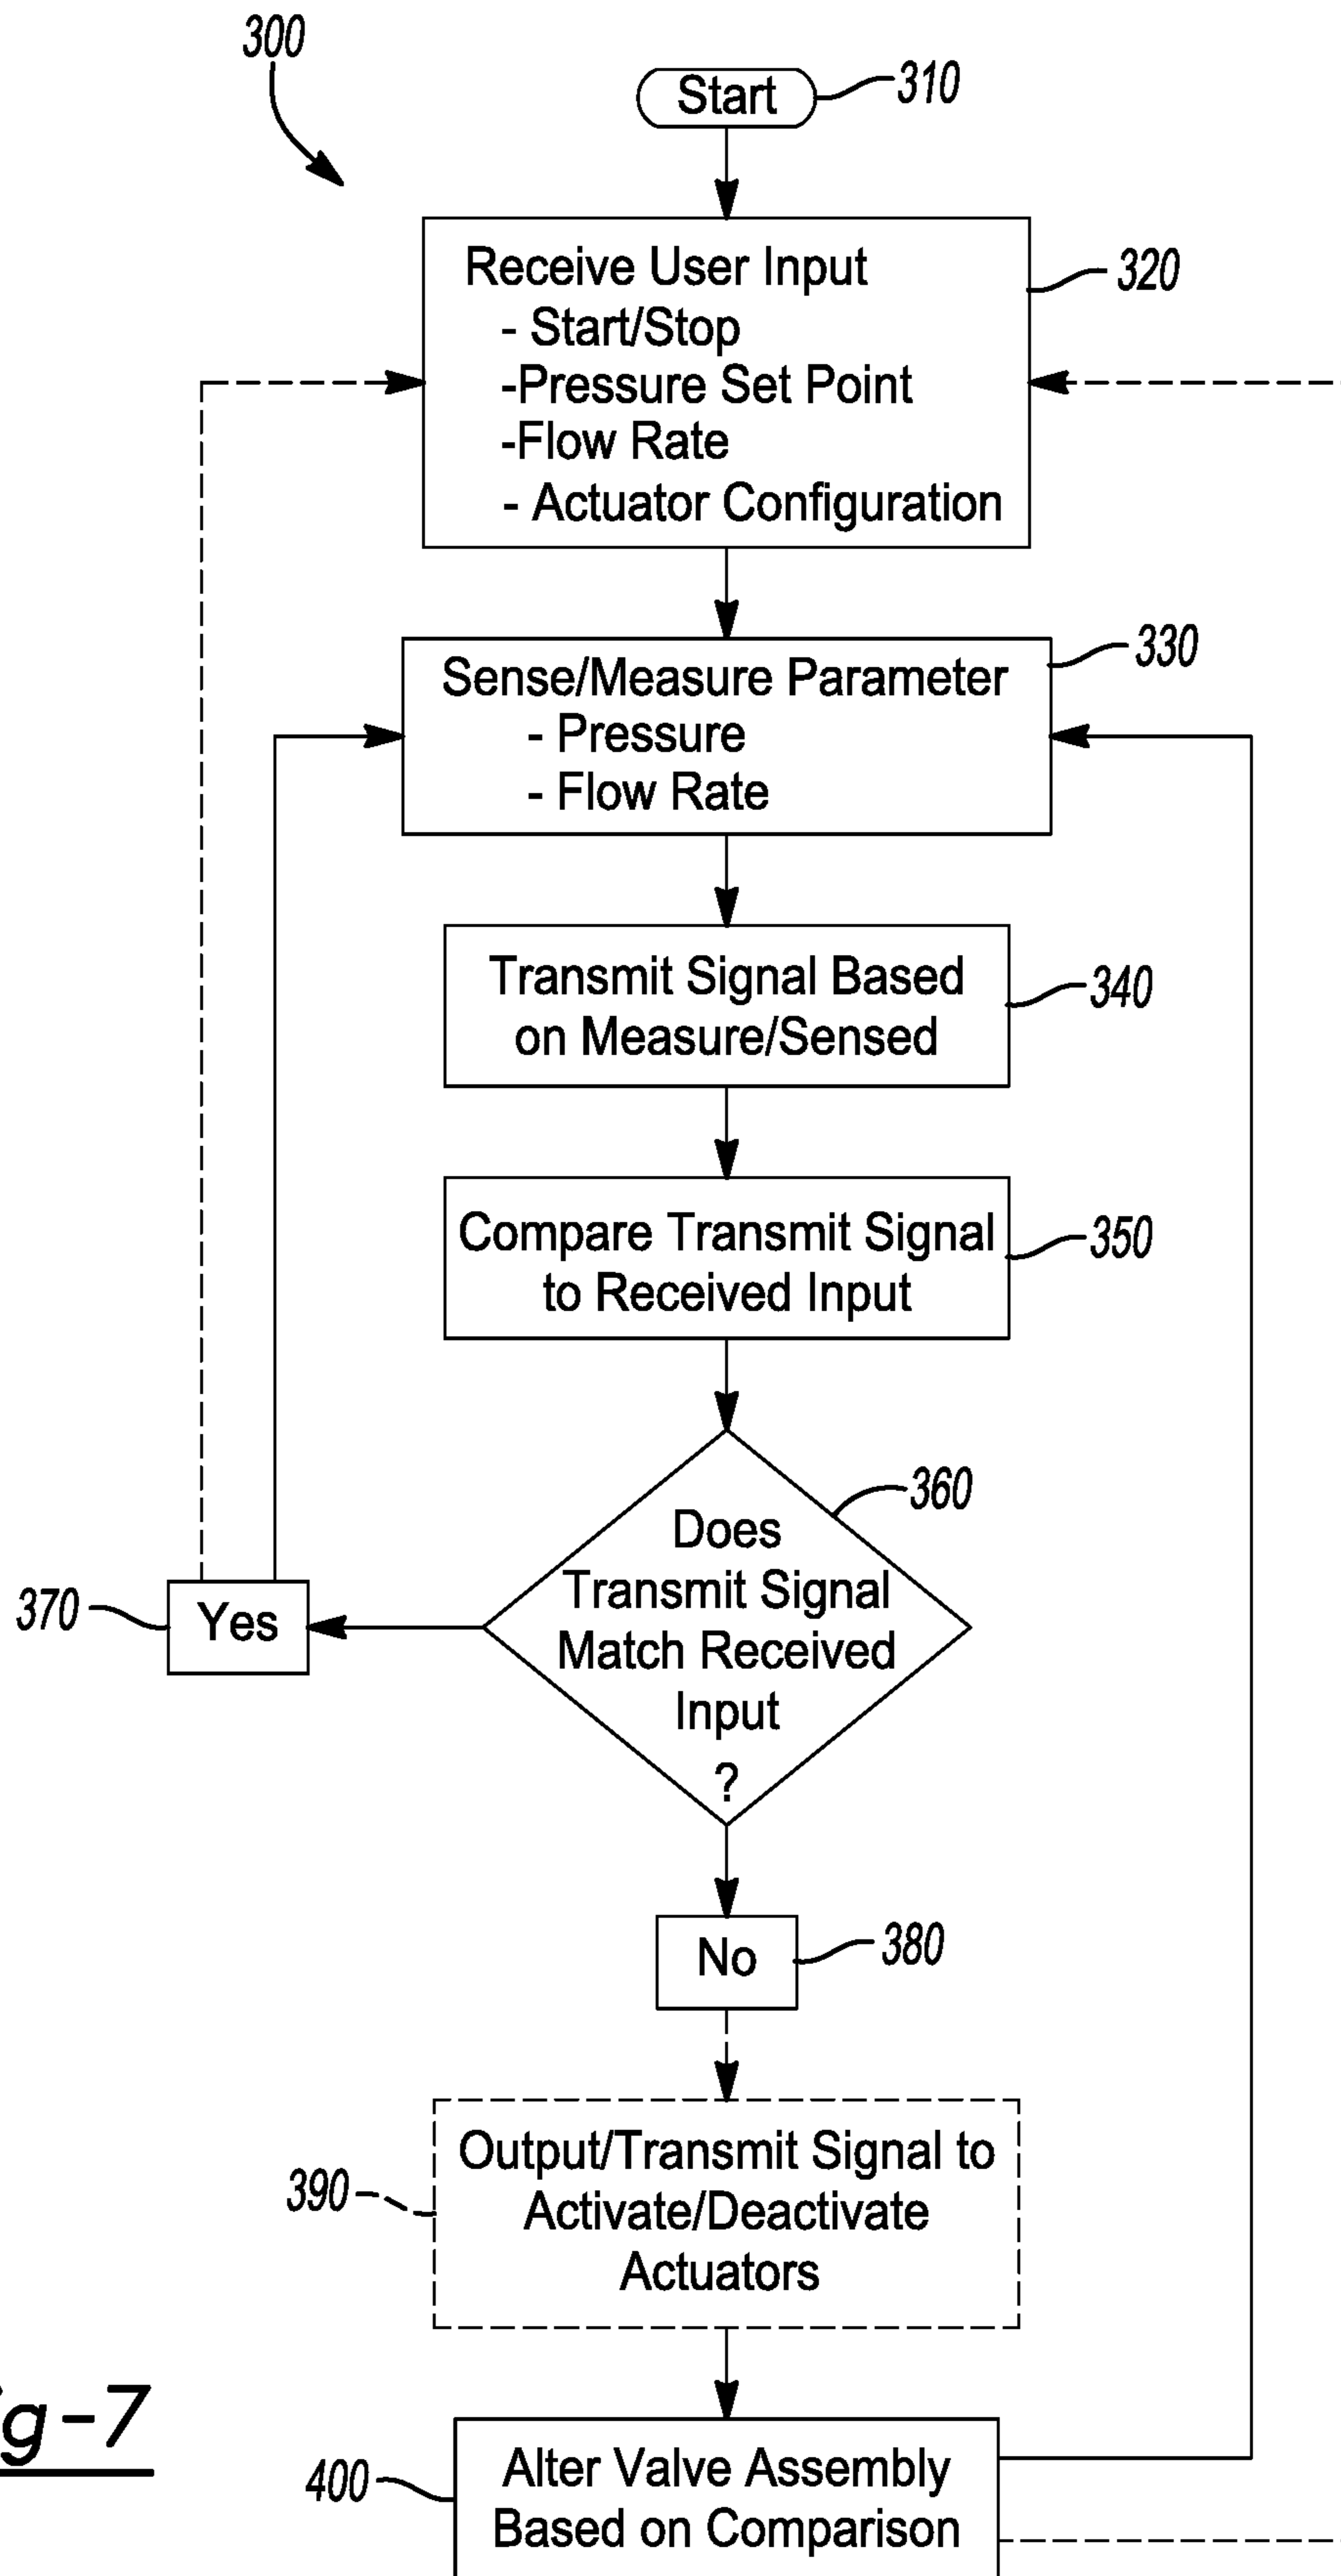 300
Start
310
Receive User Input
- Start/Stop
-Pressure Set Point
-Flow Rate
- Actuator Configuration
320
Sense/Measure Parameter
- Pressure
- Flow Rate
330
Transmit Signal Based
on Measure/Sensed
340
Compare Transmit Signal
to Received Input
350
Does
Transmit Signal
Match Received
Input
?
360
370
Yes
No
380
390
Output/Transmit Signal to
Activate/Deactivate
Actuators
400
Alter Valve Assembly
Based on Comparison
ig-7